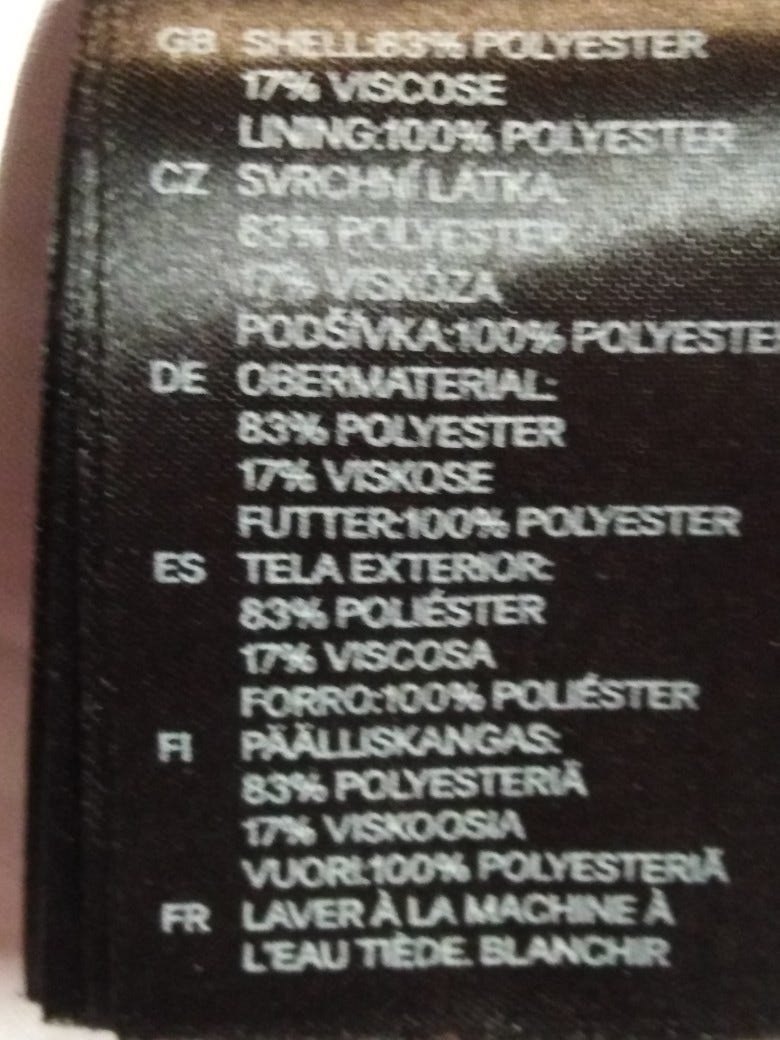 GB SHELL:83% POLYESTER
17% VISCOSE
LINING:100% POLYESTER
CZ SVRCHNÍ LÁTKA:
83% POLYESTER
17% VISKÓZA
PODŠÍVKA:100% POLYESTE
DE OBERMATERIAL:
83% POLYESTER
17% VISKOSE
FUTTER:100% POLYESTER
ES TELA EXTERIOR:
83% POLIÉSTER
17% VISCOSA
FORRO:100% POLIÉSTER
FI PÄÄLLISKANGAS:
83% POLYESTERIÄ
17% VISKOOSIA
VUORI:100% POLYESTERIÄ
FR LAVER À LA MACHINE À
L'EAU TIÈDE. BLANCHIR